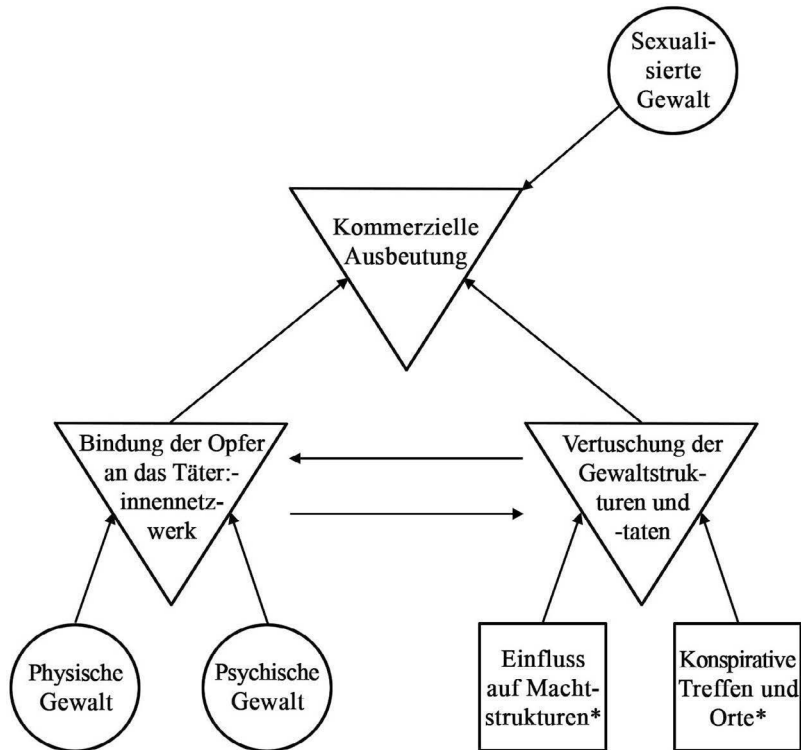 Sexuali-
sierte
Gewalt
Kommerzielle
Ausbeutung
Bindung der Opfer
an das Täter:-
innennetz-
werk
Vertuschung der
Gewaltstruk-
turen und
-taten
Physische
Gewalt
Psychische
Gewalt
Einfluss
auf Macht-
strukturen*
Konspirative
Treffen und
Orte*